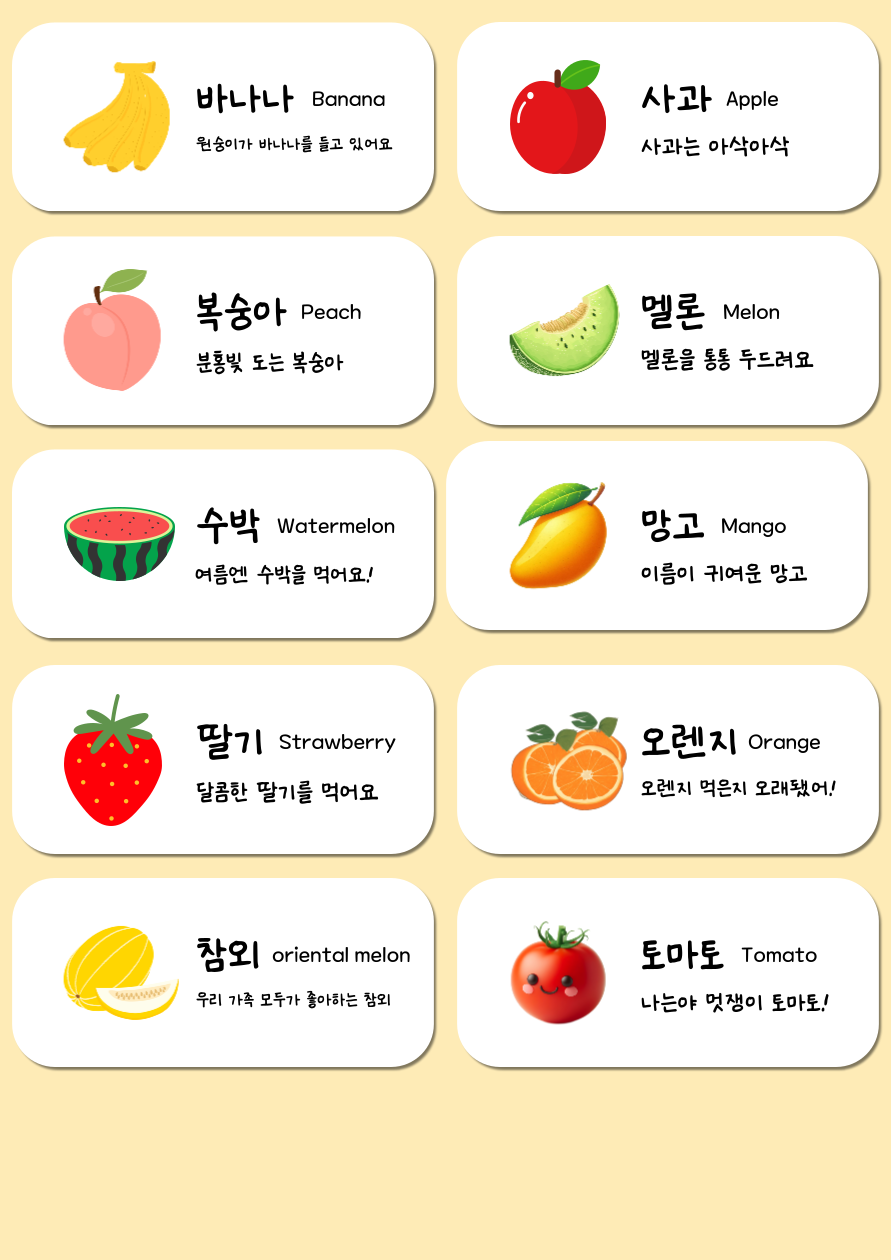 바나나 Banana
원숭이가 바나나를 들고 있어요
사과 Apple
사과는 아삭아삭
복숭아 Peach
분홍빛 도는 복숭아
멜론 Melon
멜론을 통통 두드려요
수박 Watermelon
여름엔 수박을 먹어요!
망고 Mango
이름이 귀여운 망고
딸기 Strawberry
달콤한 딸기를 먹어요
오렌지 Orange
오렌지 먹은지 오래됐어!
참외 oriental melon
우리 가족 모두가 좋아하는 참외
토마토 Tomato
나는야 멋쟁이 토마토!